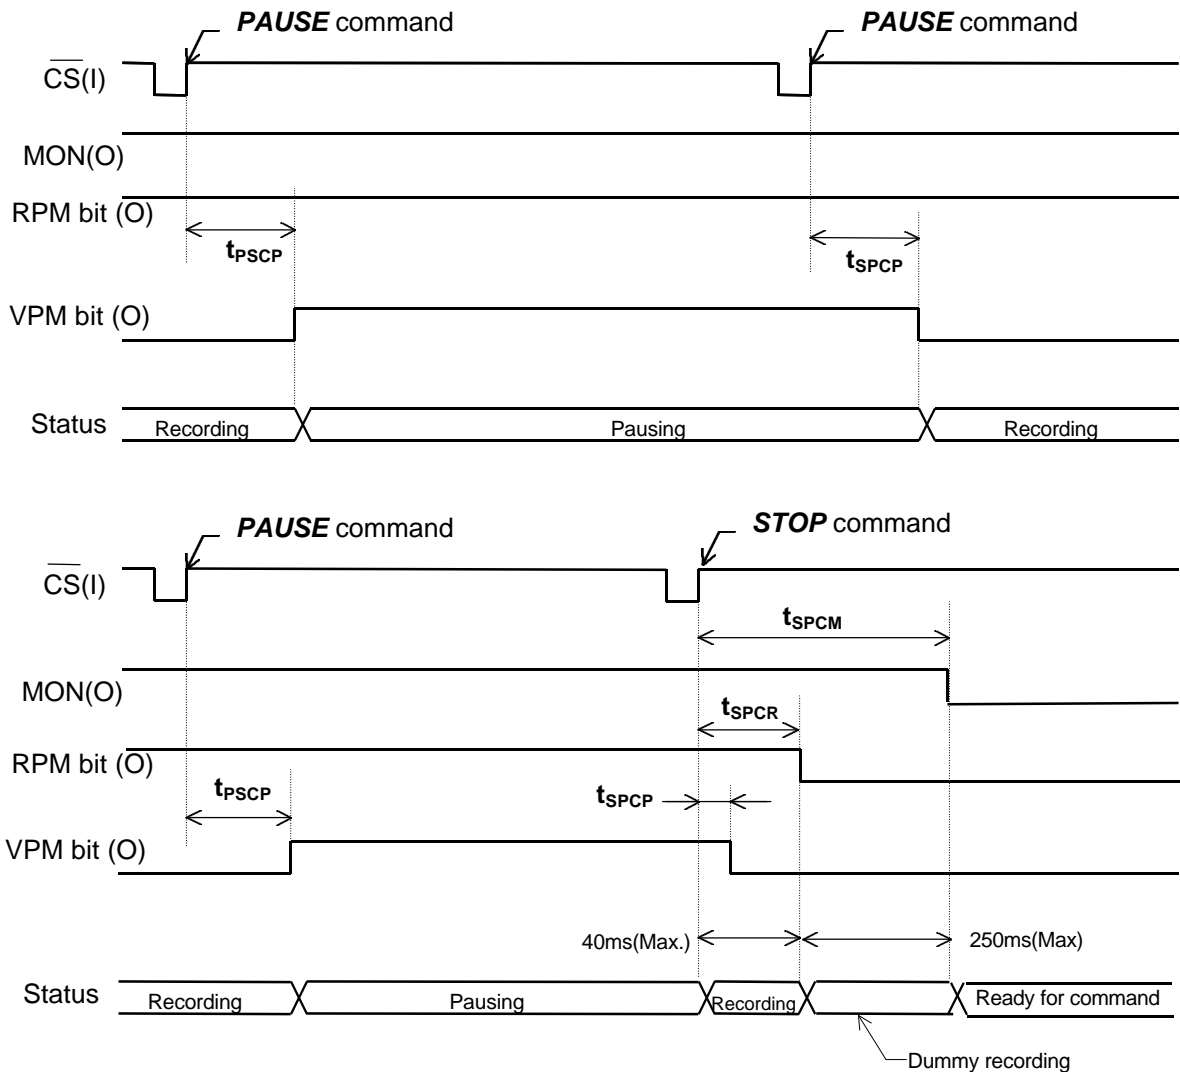 PAUSE command PAUSE command
CS(I)
MON(O)
RPM bit (O)
tPSCP tSPCP
VPM bit (O)
Status Recording Pausing Recording
PAUSE command STOP command
CS(I)
tSPCM
MON(O)
tSPCR
RPM bit (O)
tPSCP tSPCP
VPM bit (O)
40ms(Max.) 250ms(Max)
Status Recording Pausing Recording Ready for command
Dummy recording